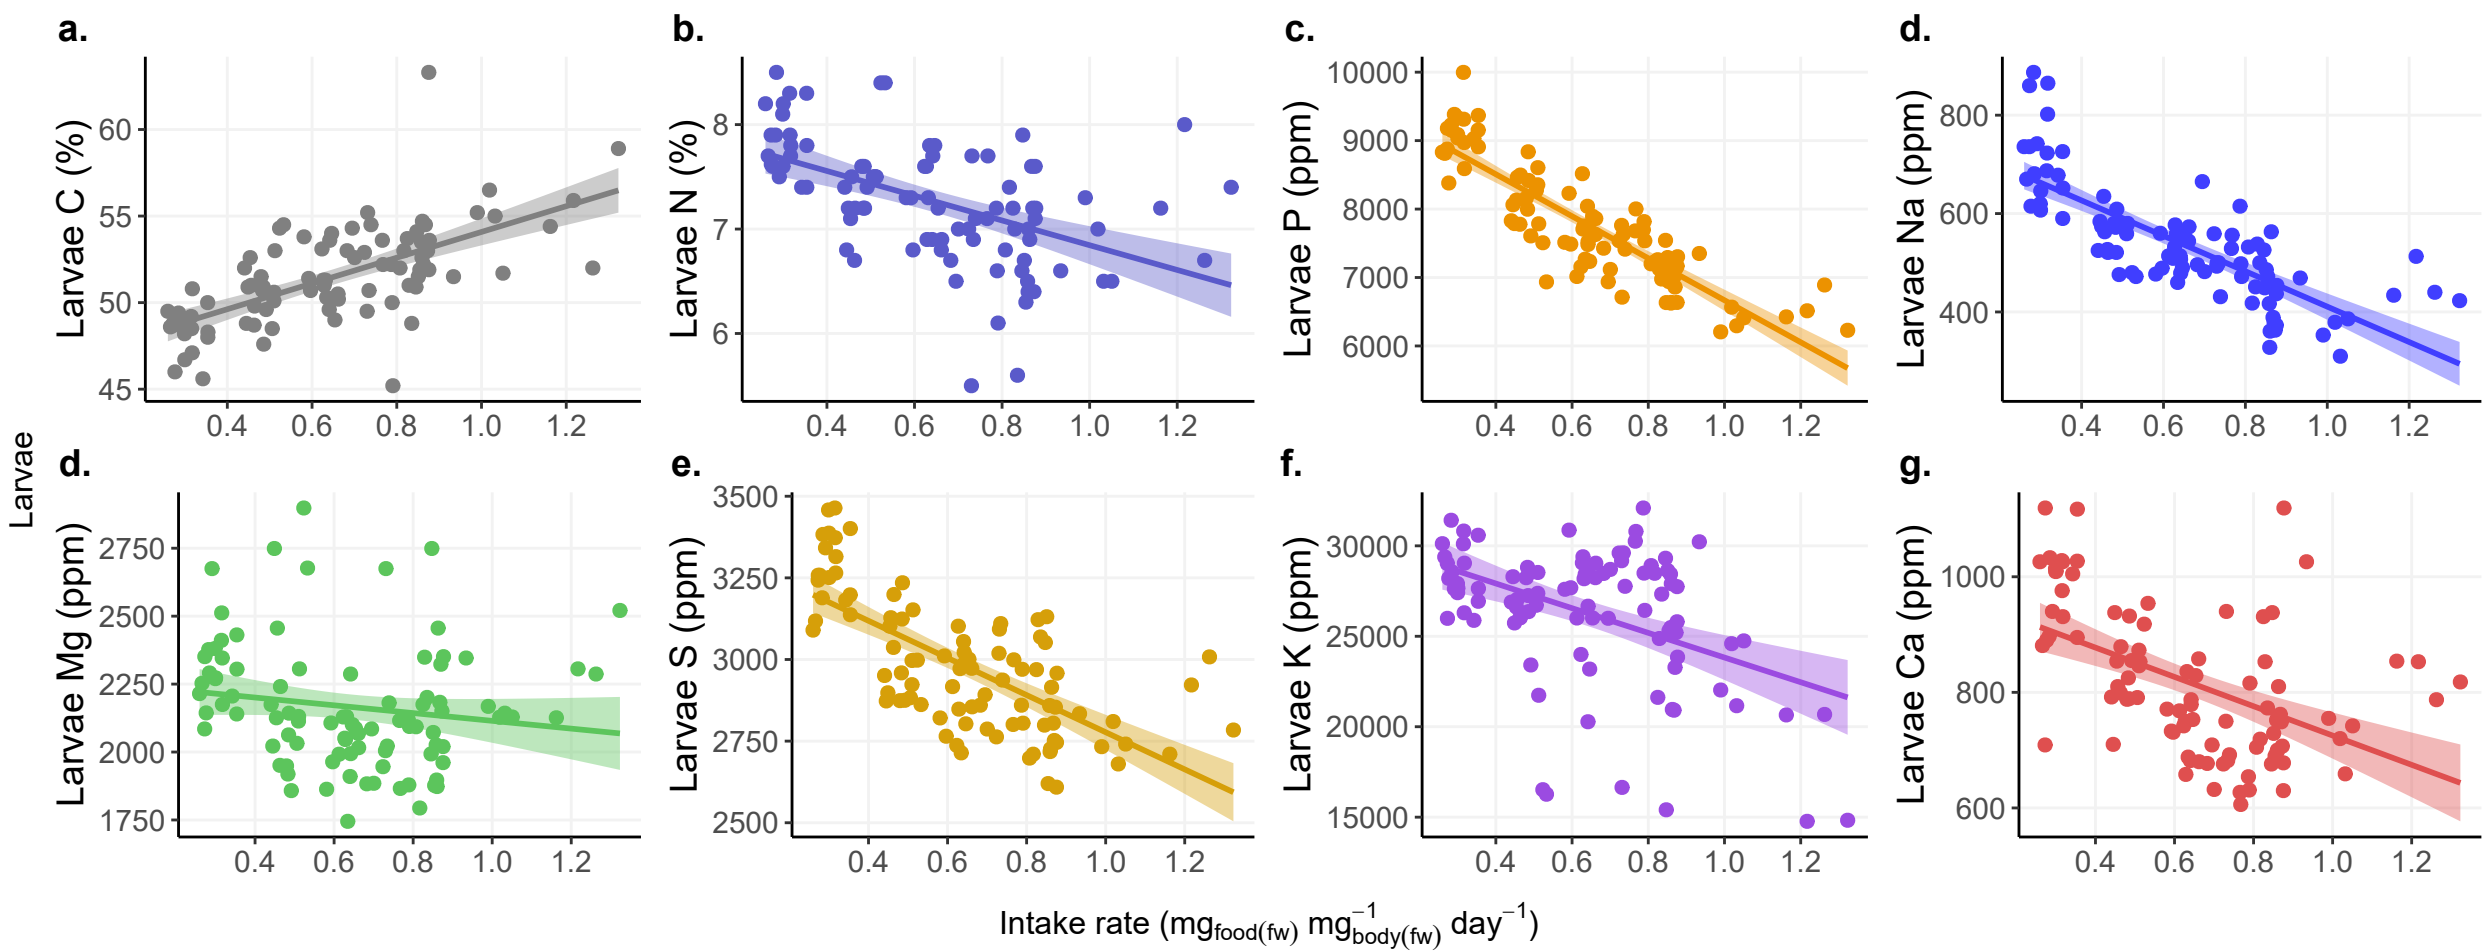 a.
Larvae C (%)
60
55
50
45
0.4 0.6 0.8 1.0 1.2
b.
Larvae N (%)
8
7
6
0.4 0.6 0.8 1.0 1.2
c.
Larvae P (ppm)
10000
9000
8000
7000
6000
0.4 0.6 0.8 1.0 1.2
d.
Larvae Na (ppm)
800
600
400
0.4 0.6 0.8 1.0 1.2
Larvae
d.
Larvae Mg (ppm)
2750
2500
2250
2000
1750
0.4 0.6 0.8 1.0 1.2
e.
Larvae S (ppm)
3500
3250
3000
2750
2500
0.4 0.6 0.8 1.0 1.2
f.
Larvae K (ppm)
30000
25000
20000
15000
0.4 0.6 0.8 1.0 1.2
g.
Larvae Ca (ppm)
1000
800
600
0.4 0.6 0.8 1.0 1.2
Intake rate (mg_food(fw) mg^−1_body(fw) day^−1)